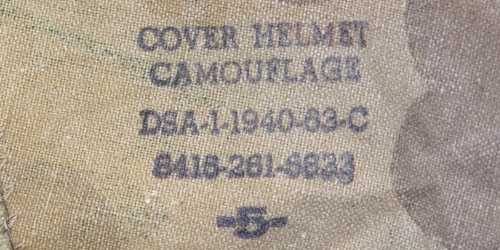 COVER HELMET
CAMOUFLAGE
DSA-1-1940-63-C
8415-261-6833
-5-